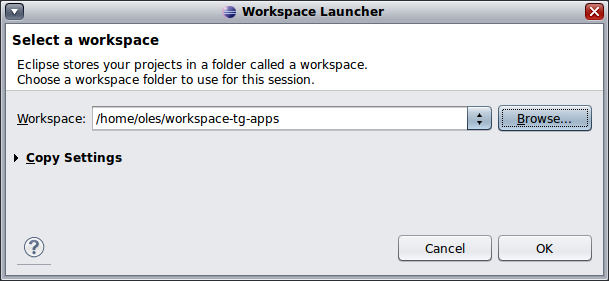 Workspace Launcher
Select a workspace
Eclipse stores your projects in a folder called a workspace.
Choose a workspace folder to use for this session.
Workspace: /home/oles/workspace-tg-apps Browse...
Copy Settings
? Cancel OK